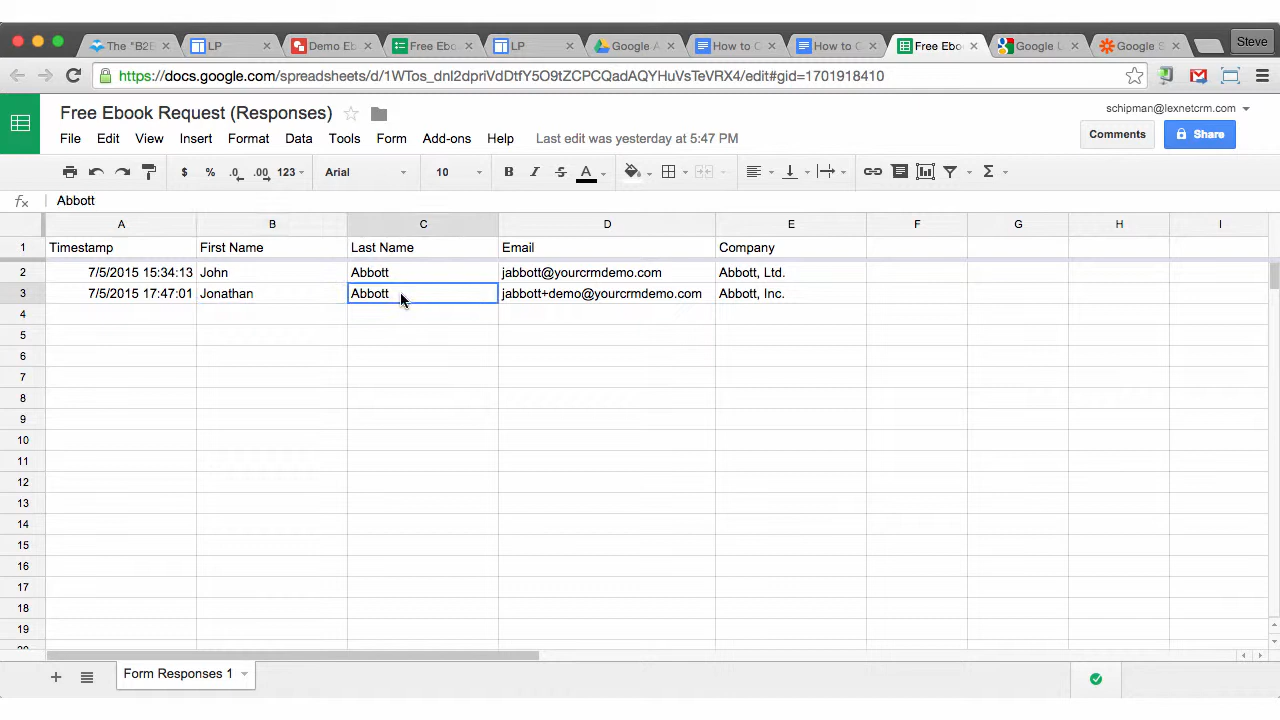 The "B2E LP Demo Eb Free Ebo LP Google A How to C How to C Free Ebo Google U Google S Steve
https://docs.google.com/spreadsheets/d/1WTos_dnI2dpriVdDtfY5O9tZCPCQadAQYHuVsTeVRX4/edit#gid=1701918410
Free Ebook Request (Responses) schipman@lexnetcrm.com
File Edit View Insert Format Data Tools Form Add-ons Help Last edit was yesterday at 5:47 PM Comments Share
$ % .0 .00 123 Arial 10 B I S A Σ
fx Abbott
A B C D E F G H I
1 Timestamp First Name Last Name Email Company
2 7/5/2015 15:34:13 John Abbott jabbott@yourcrmdemo.com Abbott, Ltd.
3 7/5/2015 17:47:01 Jonathan Abbott jabbott+demo@yourcrmdemo.com Abbott, Inc.
4
5
6
7
8
9
10
11
12
13
14
15
16
17
18
19
20
+ Form Responses 1